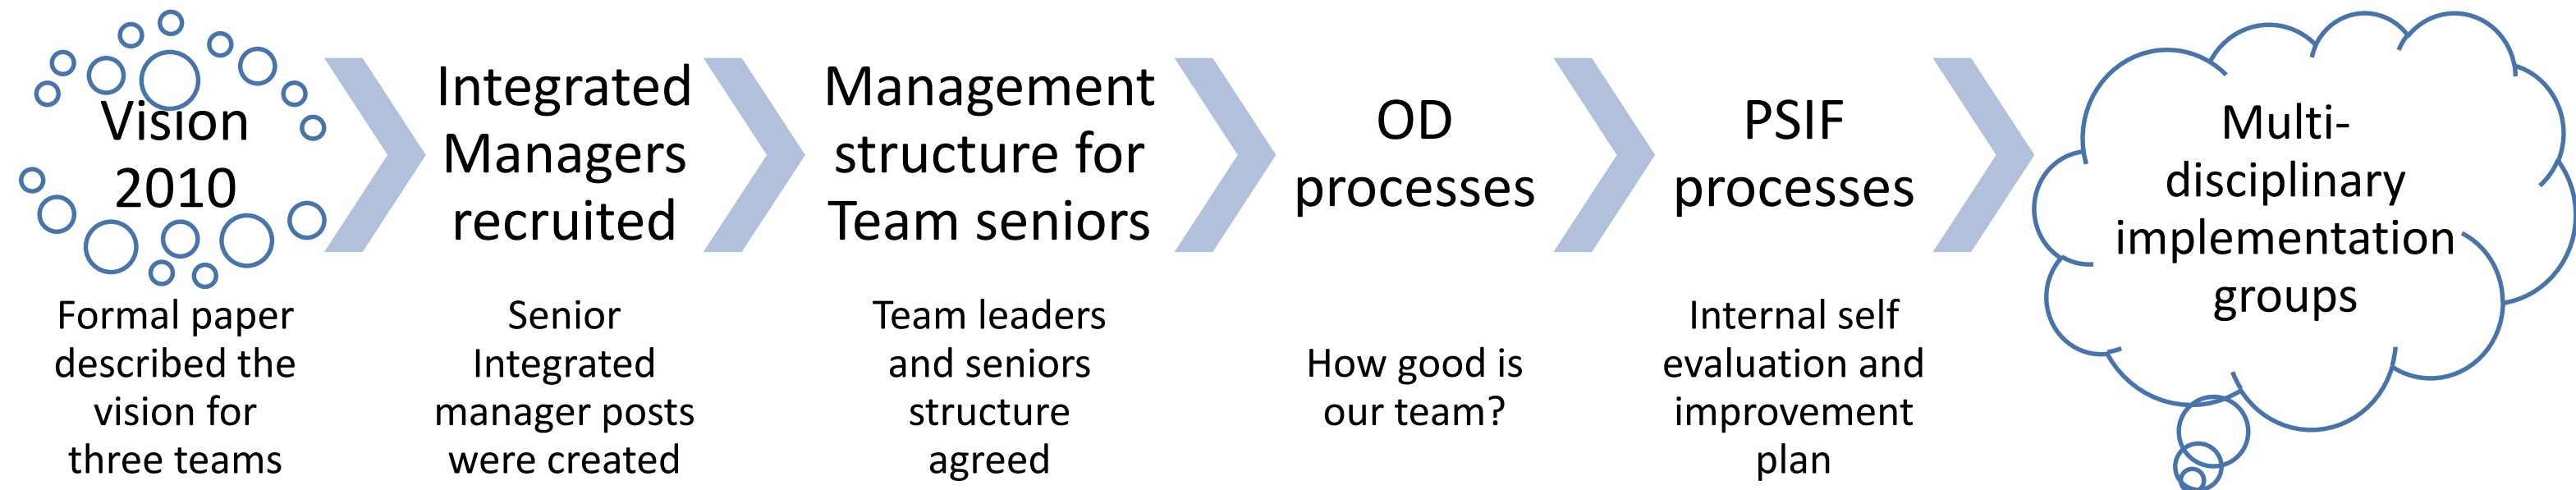 Vision
2010
Formal paper
described the
vision for
three teams
Integrated
Managers
recruited
Senior
Integrated
manager posts
were created
Management
structure for
Team seniors
Team leaders
and seniors
structure
agreed
OD
processes
How good is
our team?
PSIF
processes
Internal self
evaluation and
improvement
plan
Multi-
disciplinary
implementation
groups